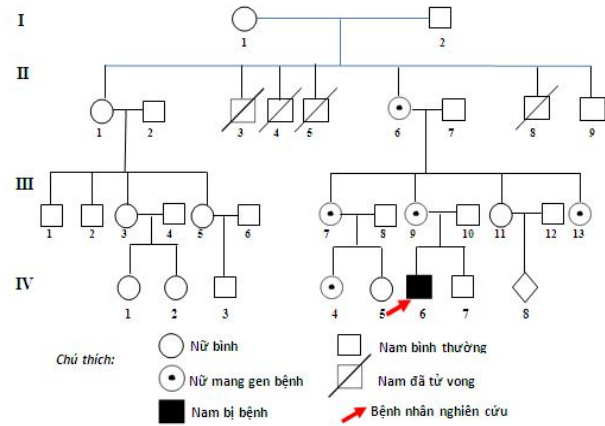 I
1 2
II
1 2 3 4 5 6 7 8 9
III
1 2 3 4 5 6 7 8 9 10 11 12 13
IV
1 2 3 4 5 6 7 8
Chú thích:
Nữ bình
Nam bình thường
Nữ mang gen bệnh
Nam đã tử vong
Nam bị bệnh
Bệnh nhân nghiên cứu